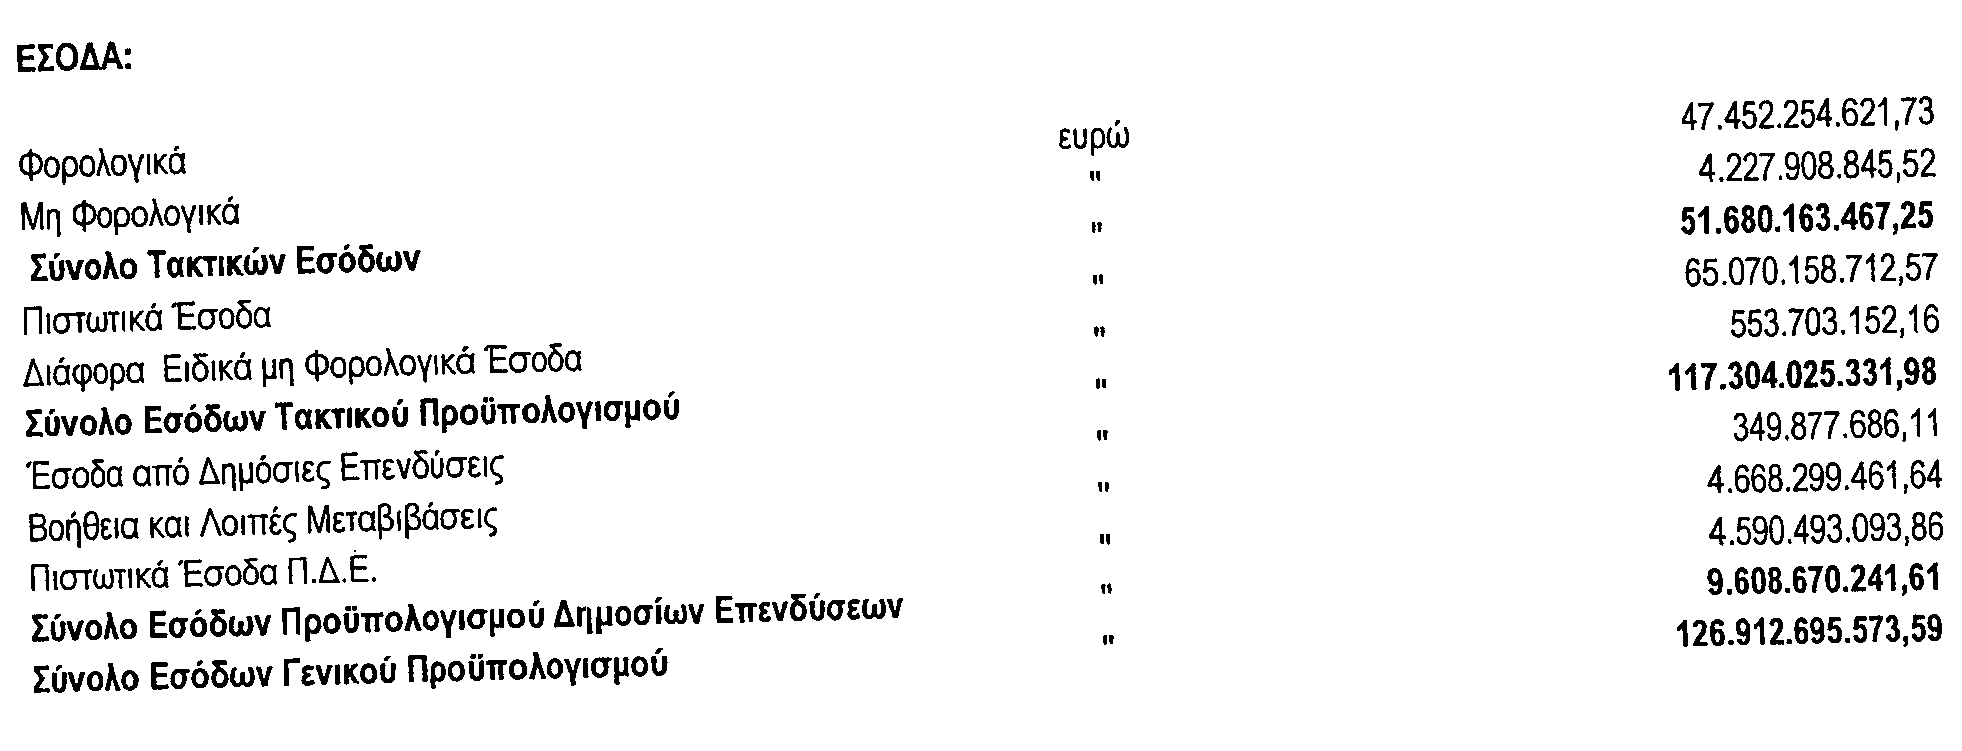 ΕΣΟΔΑ:
Φορολογικά ευρώ 47.452.254.621,73
Μη Φορολογικά " 4.227.908.845,52
Σύνολο Τακτικών Εσόδων " 51.680.163.467,25
Πιστωτικά Έσοδα " 65.070.158.712,57
Διάφορα Ειδικά μη Φορολογικά Έσοδα " 553.703.152,16
Σύνολο Εσόδων Τακτικού Προϋπολογισμού " 117.304.025.331,98
Έσοδα από Δημόσιες Επενδύσεις " 349.877.686,11
Βοήθεια και Λοιπές Μεταβιβάσεις " 4.668.299.461,64
Πιστωτικά Έσοδα Π.Δ.Ε. " 4.590.493.093,86
Σύνολο Εσόδων Προϋπολογισμού Δημοσίων Επενδύσεων " 9.608.670.241,61
Σύνολο Εσόδων Γενικού Προϋπολογισμού " 126.912.695.573,59